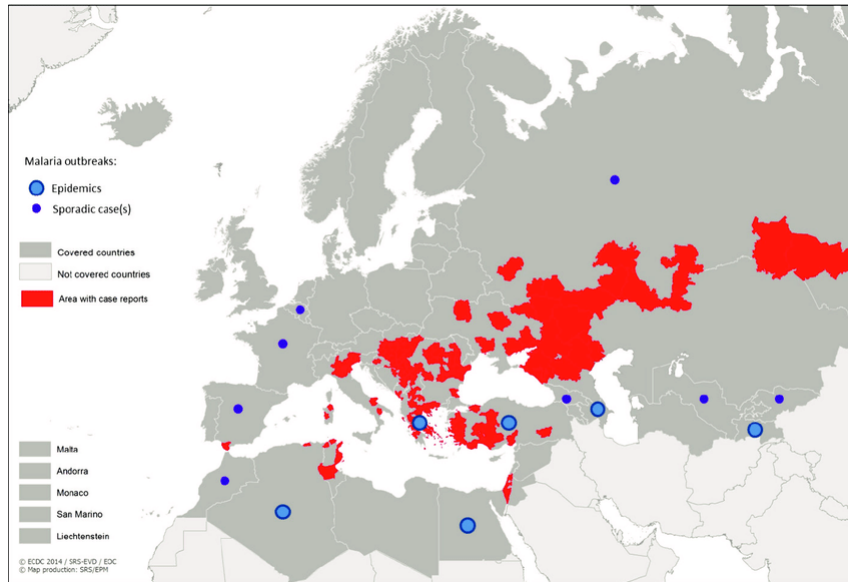 Malaria outbreaks:
Epidemics
Sporadic case(s)
Covered countries
Not covered countries
Area with case reports
Malta
Andorra
Monaco
San Marino
Liechtenstein
© ECDC 2014 / SRS-EVD / EDC
© Map production: SRS/EPM